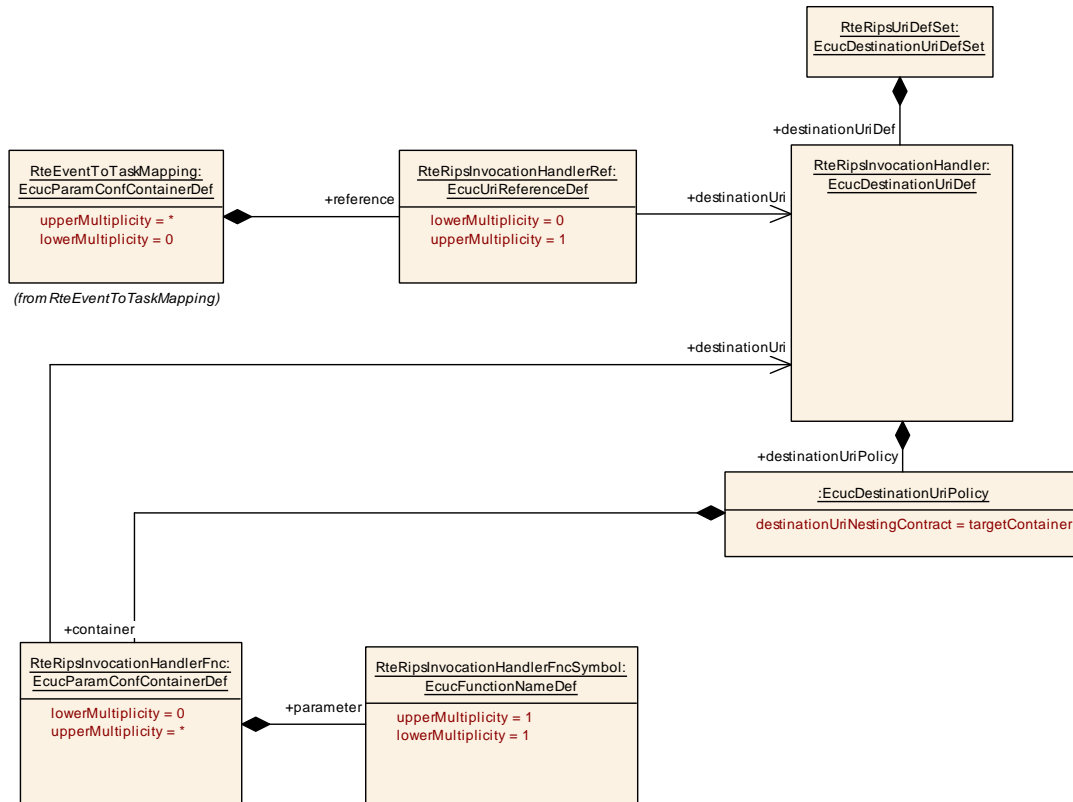 RteRipsUriDefSet:
EcucDestinationUriDefSet
+destinationUriDef
RteEventToTaskMapping:
EcucParamConfContainerDef
upperMultiplicity = *
lowerMultiplicity = 0
(from RteEventToTaskMapping)
+reference
RteRipsInvocationHandlerRef:
EcucUriReferenceDef
lowerMultiplicity = 0
upperMultiplicity = 1
+destinationUri
RteRipsInvocationHandler:
EcucDestinationUriDef
+destinationUri
+destinationUriPolicy
:EcucDestinationUriPolicy
destinationUriNestingContract = targetContainer
+container
RteRipsInvocationHandlerFnc:
EcucParamConfContainerDef
lowerMultiplicity = 0
upperMultiplicity = *
+parameter
RteRipsInvocationHandlerFncSymbol:
EcucFunctionNameDef
upperMultiplicity = 1
lowerMultiplicity = 1